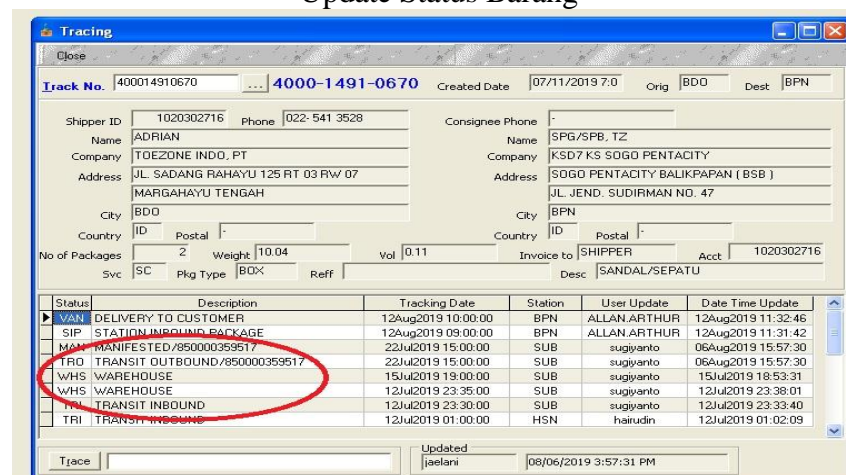 Update Status Barang
Tracing
Close
Track No. 400014910670 ... 4000-1491-0670 Created Date 07/11/2019 7:0 Orig BDO Dest BPN
Shipper ID 1020302716 Phone 022- 541 3528 Consignee Phone -
Name ADRIAN Name SPG/SPB, TZ
Company TOEZONE INDO, PT Company KSD7 KS SOGO PENTACITY
Address JL. SADANG RAHAYU 125 RT 03 RW 07 Address SOGO PENTACITY BALIKPAPAN ( BSB )
MARGAHAYU TENGAH JL. JEND. SUDIRMAN NO. 47
City BDO City BPN
Country ID Postal - Country ID Postal -
No of Packages 2 Weight 10.04 Vol 0.11 Invoice to SHIPPER Acct 1020302716
Svc SC Pkg Type BOX Reff Desc SANDAL/SEPATU
Status Description Tracking Date Station User Update Date Time Update
VAN DELIVERY TO CUSTOMER 12Aug2019 10:00:00 BPN ALLAN.ARTHUR 12Aug2019 11:32:46
SIP STATION INBOUND PACKAGE 12Aug2019 09:00:00 BPN ALLAN.ARTHUR 12Aug2019 11:31:42
MAN MANIFESTED/850000359517 22Jul2019 15:00:00 SUB sugiyanto 06Aug2019 15:57:30
TRO TRANSIT OUTBOUND/850000359517 22Jul2019 15:00:00 SUB sugiyanto 06Aug2019 15:57:30
WHS WAREHOUSE 15Jul2019 19:00:00 SUB sugiyanto 15Jul2019 18:53:31
WHS WAREHOUSE 12Jul2019 23:35:00 SUB sugiyanto 12Jul2019 23:38:01
TRI TRANSIT INBOUND 12Jul2019 23:30:00 SUB sugiyanto 12Jul2019 23:33:40
TRI TRANSIT INBOUND 12Jul2019 01:00:00 HSN hairudin 12Jul2019 01:02:09
Trace Updated
jaelani 08/06/2019 3:57:31 PM